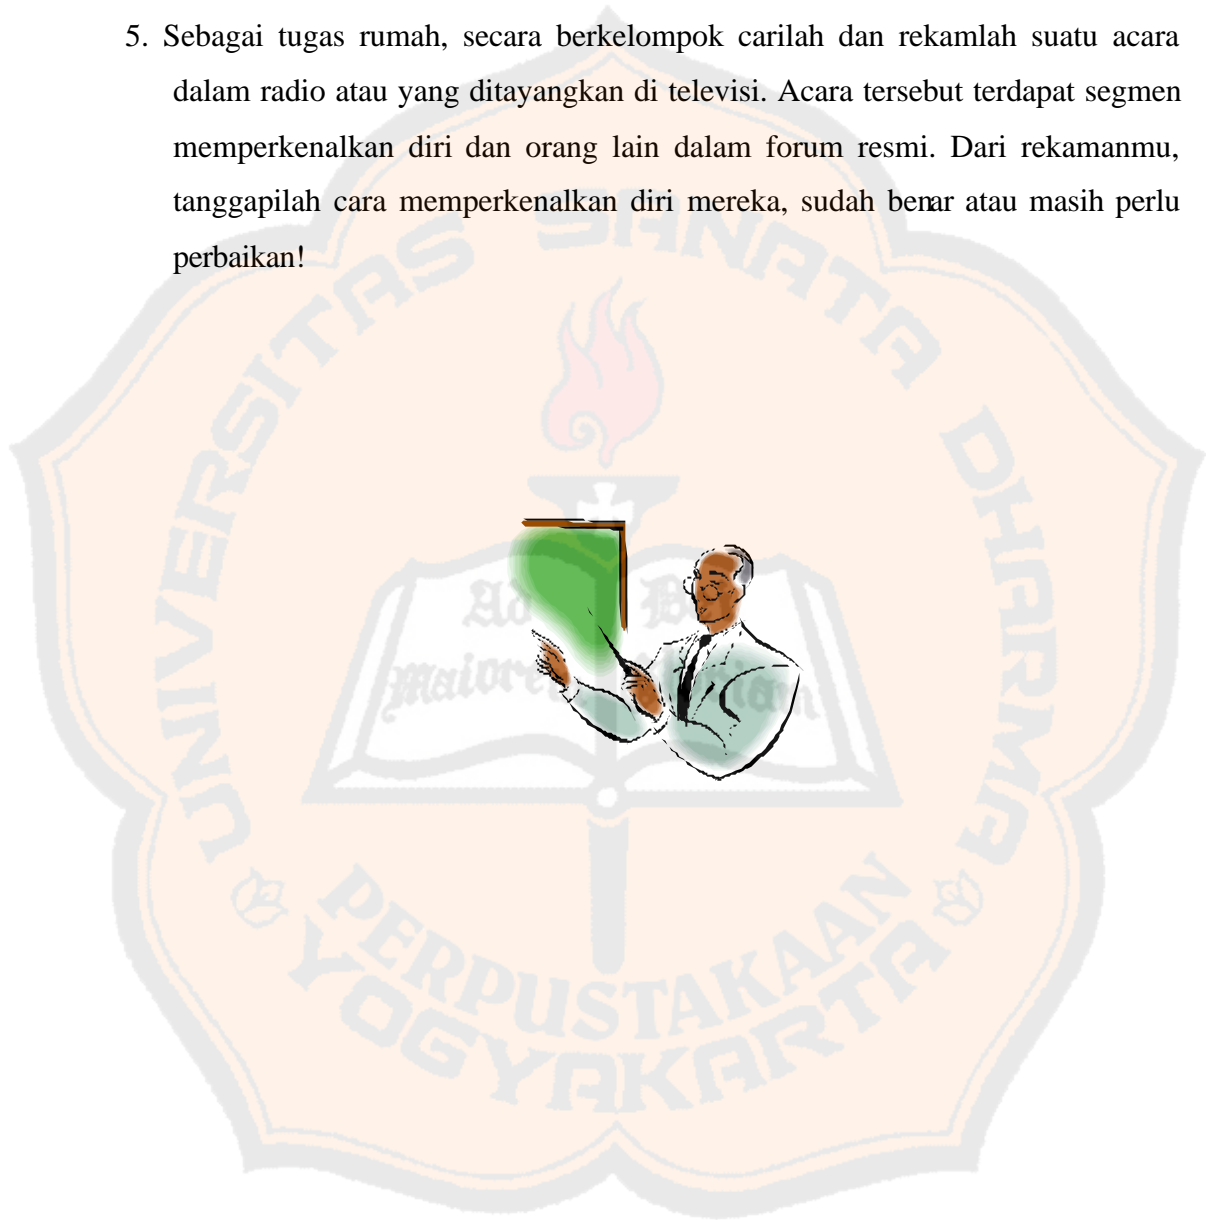 5. Sebagai tugas rumah, secara berkelompok carilah dan rekamlah suatu acara
dalam radio atau yang ditayangkan di televisi. Acara tersebut terdapat segmen
memperkenalkan diri dan orang lain dalam forum resmi. Dari rekamanmu,
tanggapilah cara memperkenalkan diri mereka, sudah benar atau masih perlu
perbaikan!
UNIVERSITAS SANATA DHARMA
Ad
Maiorem
PERPUSTAKAAN
YOGYAKARTA